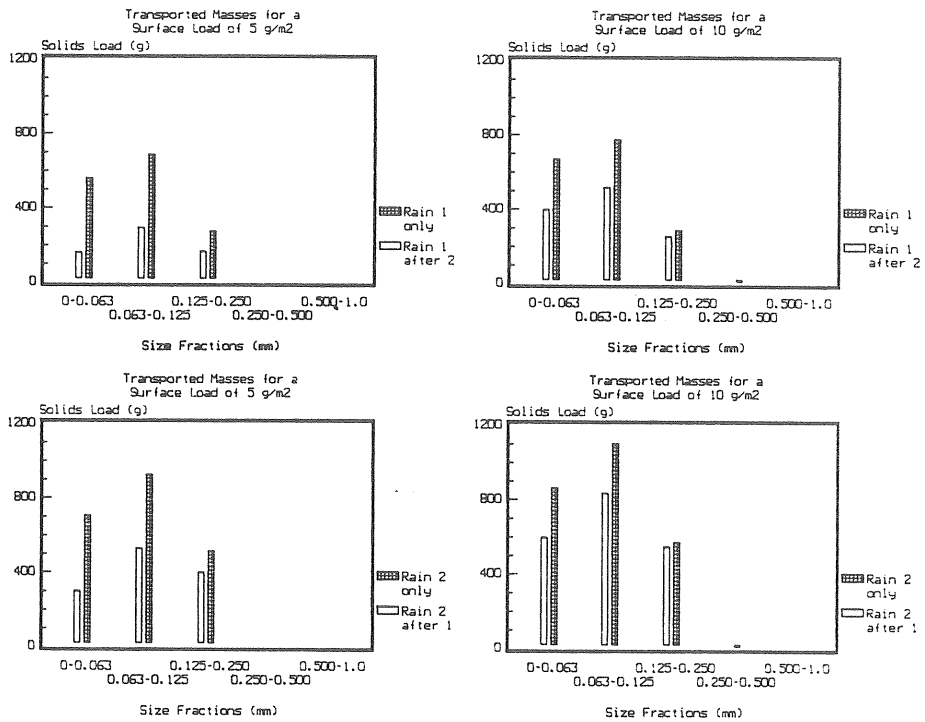 Transported Masses for a
Surface Load of 5 g/m2
Solids Load (g)
1200
800
400
0
0-0.063
0.125-0.250
0.500-1.0
0.063-0.125
0.250-0.500
Size Fractions (mm)
Rain 1
only
Rain 1
after 2
Transported Masses for a
Surface Load of 10 g/m2
Solids Load (g)
1200
800
400
0
0-0.063
0.125-0.250
0.500-1.0
0.063-0.125
0.250-0.500
Size Fractions (mm)
Rain 1
only
Rain 1
after 2
Transported Masses for a
Surface Load of 5 g/m2
Solids Load (g)
1200
800
400
0
0-0.063
0.125-0.250
0.500-1.0
0.063-0.125
0.250-0.500
Size Fractions (mm)
Rain 2
only
Rain 2
after 1
Transported Masses for a
Surface Load of 10 g/m2
Solids Load (g)
1200
800
400
0
0-0.063
0.125-0.250
0.500-1.0
0.063-0.125
0.250-0.500
Size Fractions (mm)
Rain 2
only
Rain 2
after 1